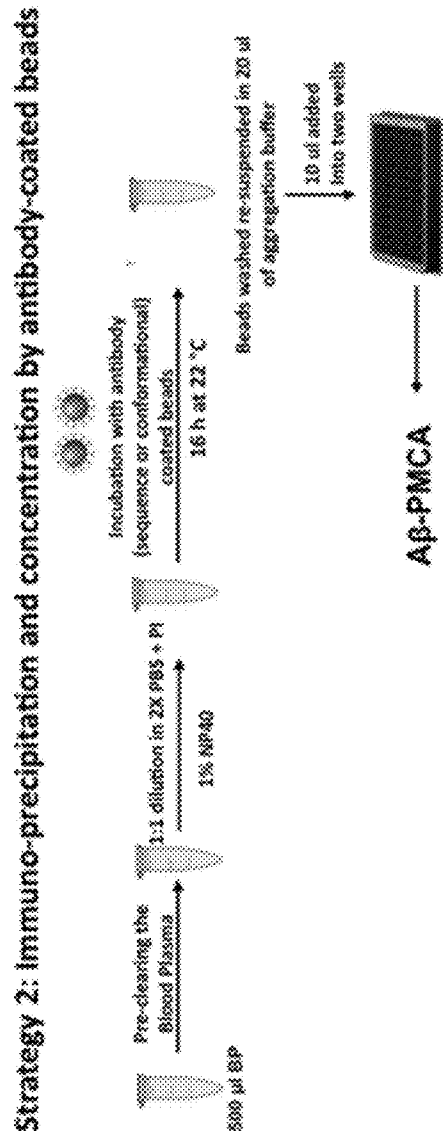 Strategy 2: Immuno-precipitation and concentration by antibody-coated beads
500 µl BP
Pre-clearing the
Blood Plasma
1:1 dilution in 2X PBS + PI
1% NP40
Incubation with antibody
(sequence or conformational)
coated beads
16 h at 22 °C
Beads washed re-suspended in 20 ul
of aggregation buffer
10 ul added
into two wells
Aβ-PMCA